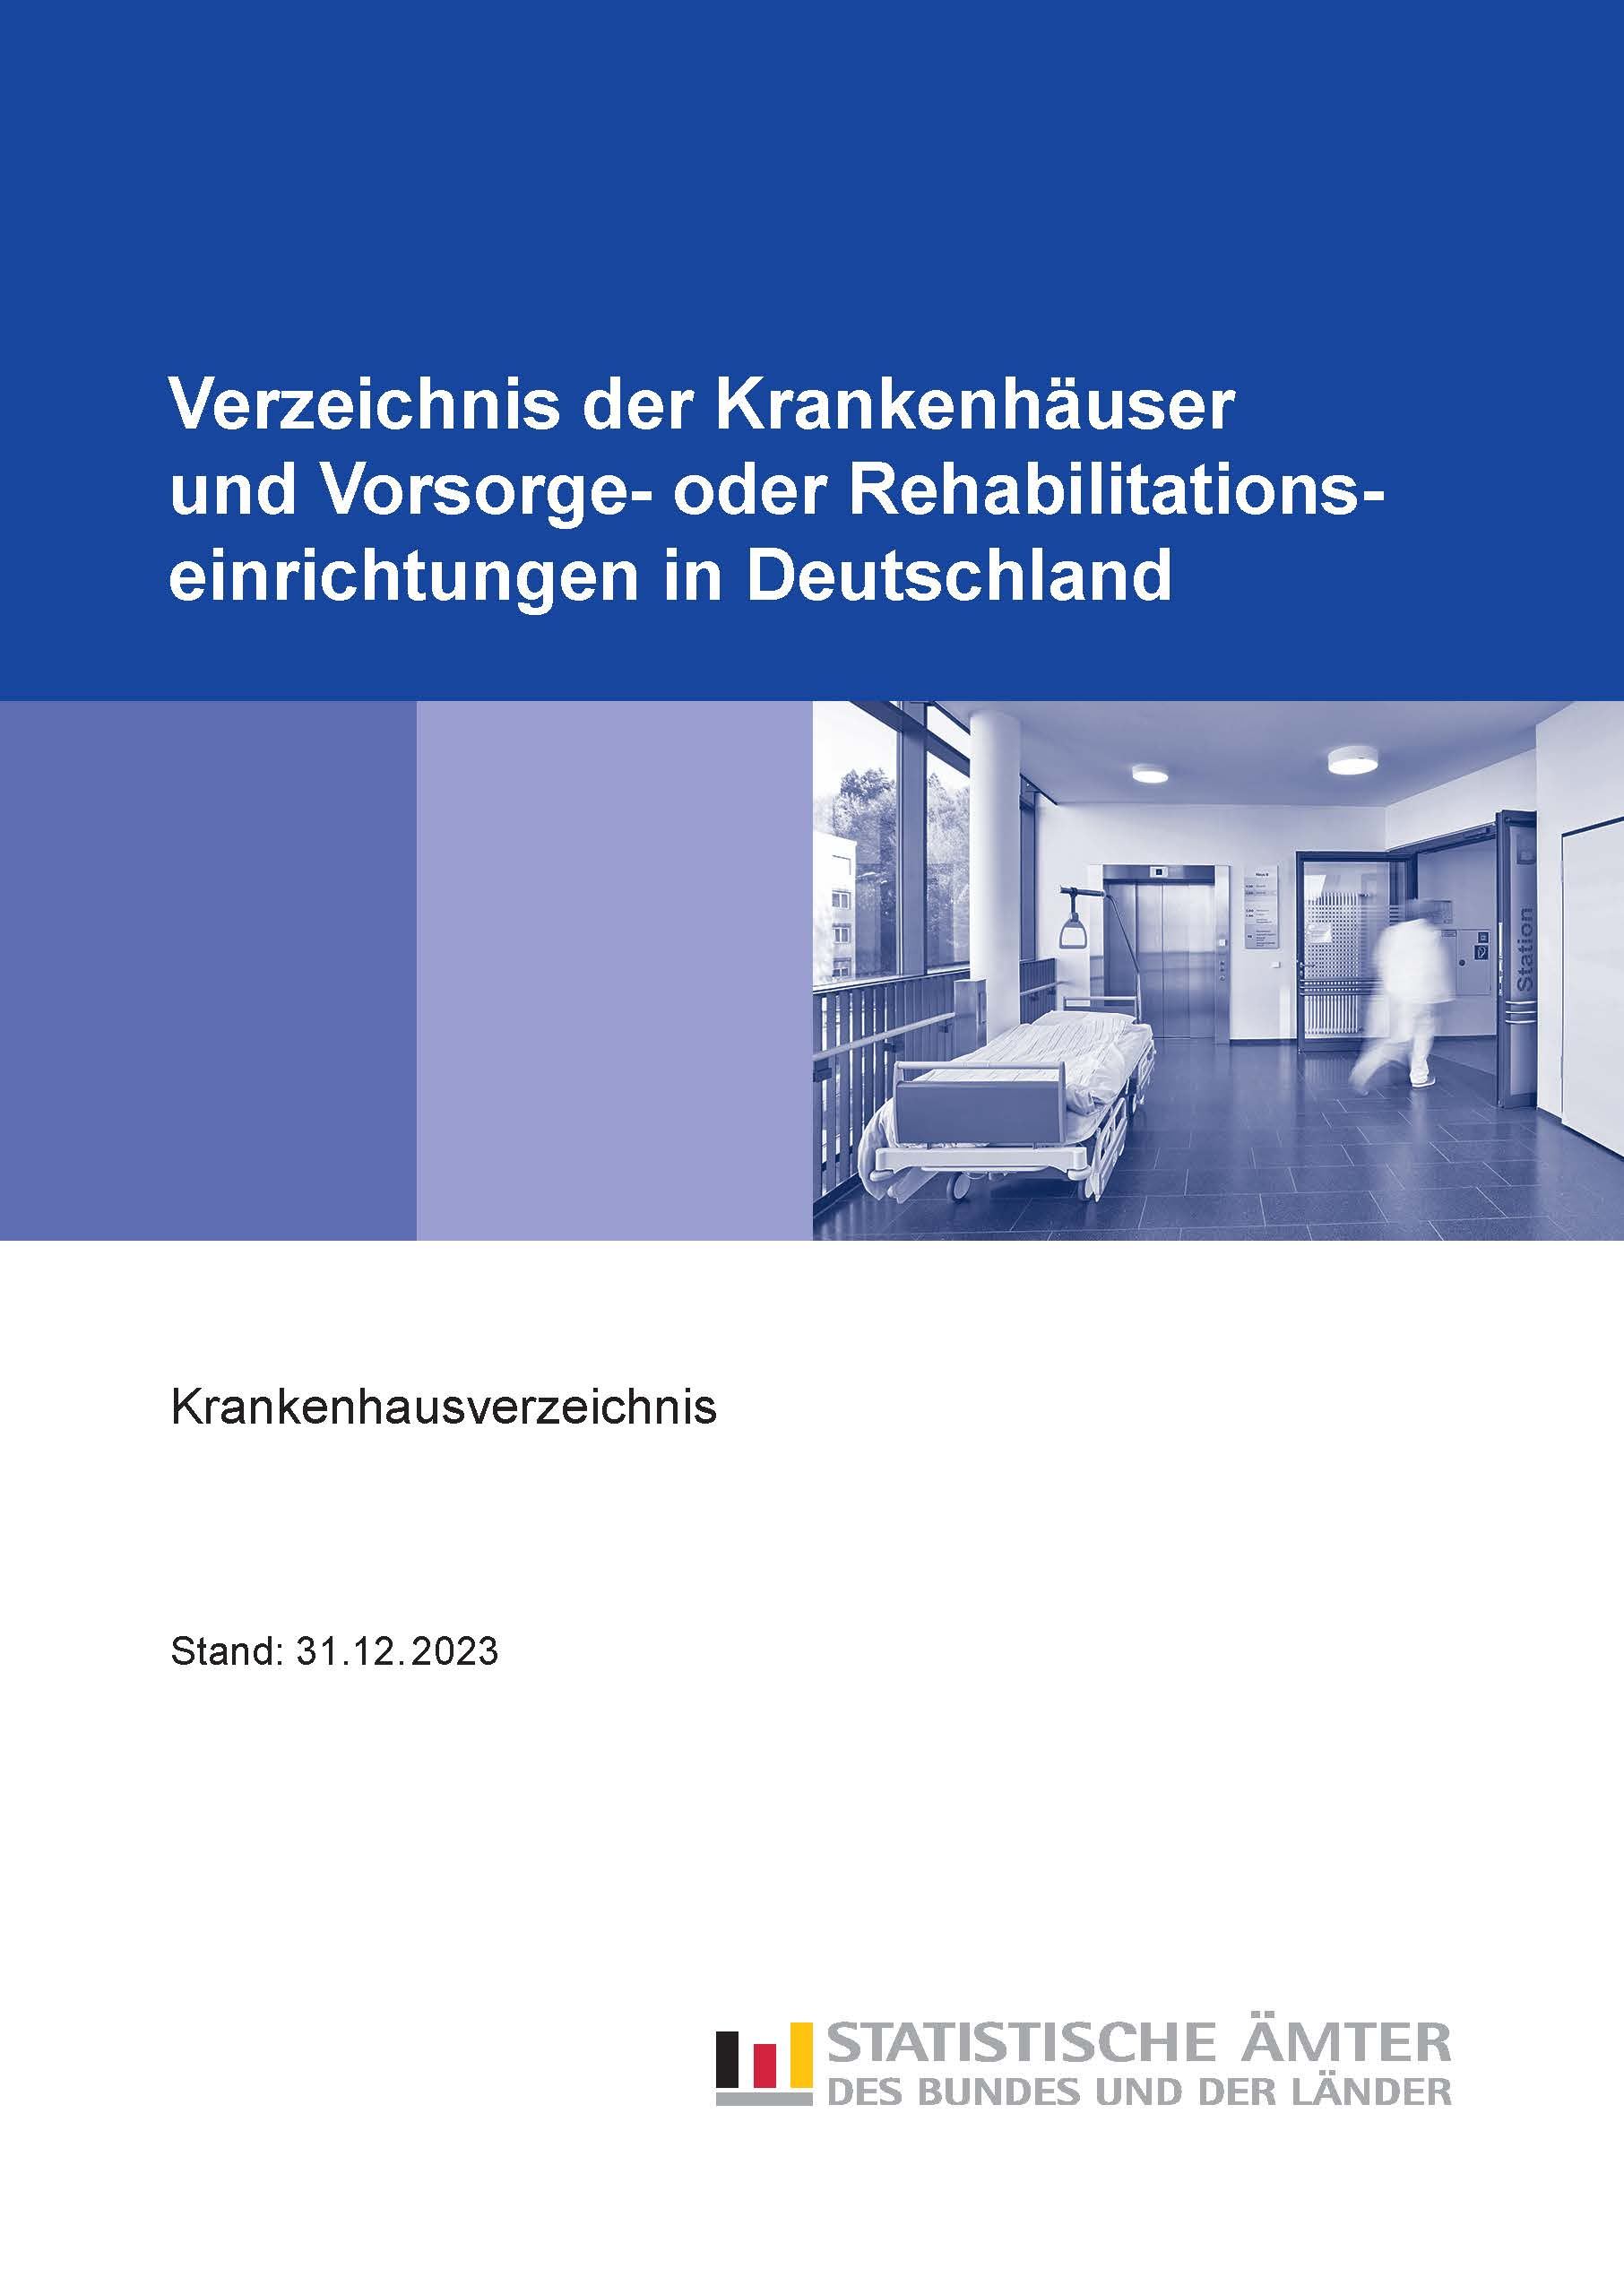 Verzeichnis der Krankenhäuser
und Vorsorge- oder Rehabilitations-
einrichtungen in Deutschland
Station
Krankenhausverzeichnis
Stand: 31.12.2023
STATISTISCHE ÄMTER
DES BUNDES UND DER LÄNDER